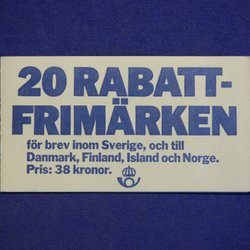 20 RABATT-
FRIMÄRKEN
för brev inom Sverige, och till
Danmark, Finland, Island och Norge.
Pris: 38 kronor.